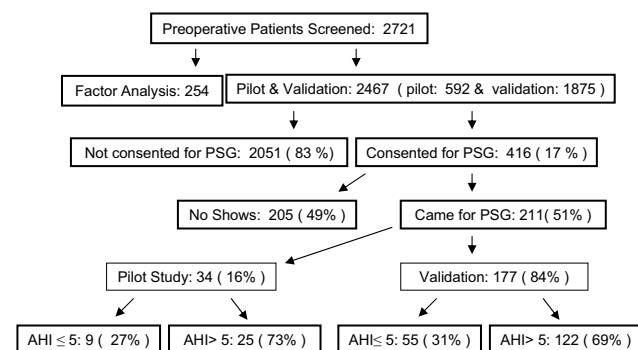 Preoperative Patients Screened: 2721
Factor Analysis: 254
Pilot & Validation: 2467 ( pilot: 592 & validation: 1875 )
Not consented for PSG: 2051 ( 83 %)
Consented for PSG: 416 ( 17 %)
No Shows: 205 ( 49%)
Came for PSG: 211( 51%)
Pilot Study: 34 ( 16% )
Validation: 177 ( 84%)
AHI ≤ 5: 9 ( 27%)
AHI> 5: 25 ( 73%)
AHI≤ 5: 55 ( 31%)
AHI> 5: 122 ( 69%)